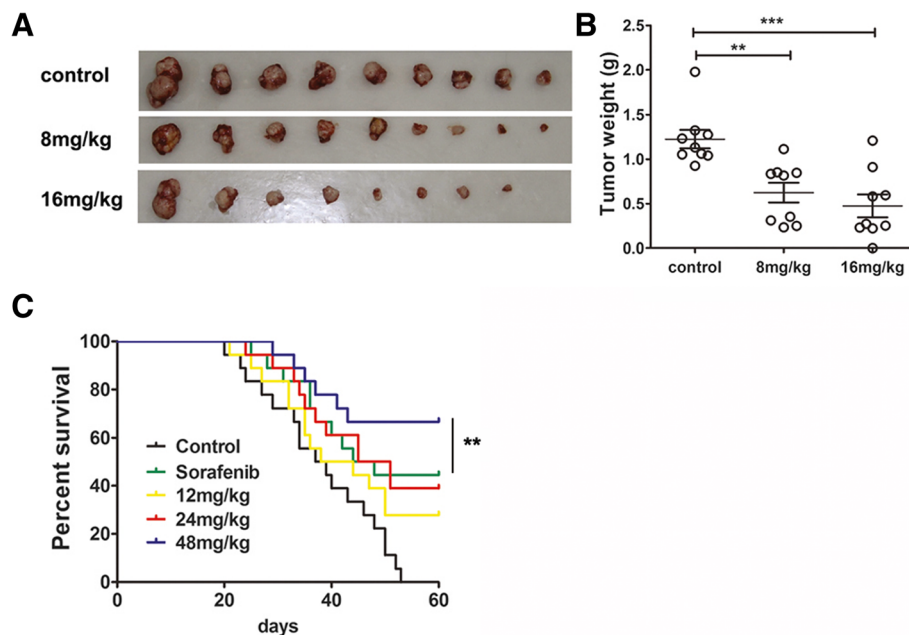 A
control
8mg/kg
16mg/kg
B
Tumor weight (g)
2.5
2.0
1.5
1.0
0.5
0.0
***
**
control 8mg/kg 16mg/kg
C
Percent survival
100
80
60
40
20
0
Control
Sorafenib
12mg/kg
24mg/kg
48mg/kg
**
0 20 40 60
days